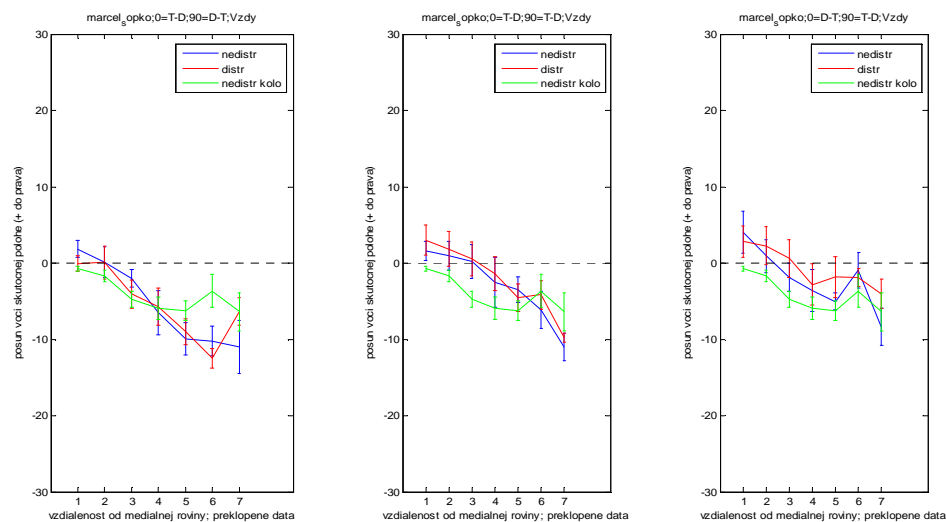 marcel_sopko;0=T-D;90=D-T;Vzdy
30
20
10
0
-10
-20
-30
posun voci skutocnej polohe (+ do prava)
nedistr
distr
nedistr kolo
1 2 3 4 5 6 7
vzdialenost od medialnej roviny; preklopene data
marcel_sopko;0=T-D;90=T-D;Vzdy
30
20
10
0
-10
-20
-30
posun voci skutocnej polohe (+ do prava)
nedistr
distr
nedistr kolo
1 2 3 4 5 6 7
vzdialenost od medialnej roviny; preklopene data
marcel_sopko;0=D-T;90=T-D;Vzdy
30
20
10
0
-10
-20
-30
posun voci skutocnej polohe (+ do prava)
nedistr
distr
nedistr kolo
1 2 3 4 5 6 7
vzdialenost od medialnej roviny; preklopene data